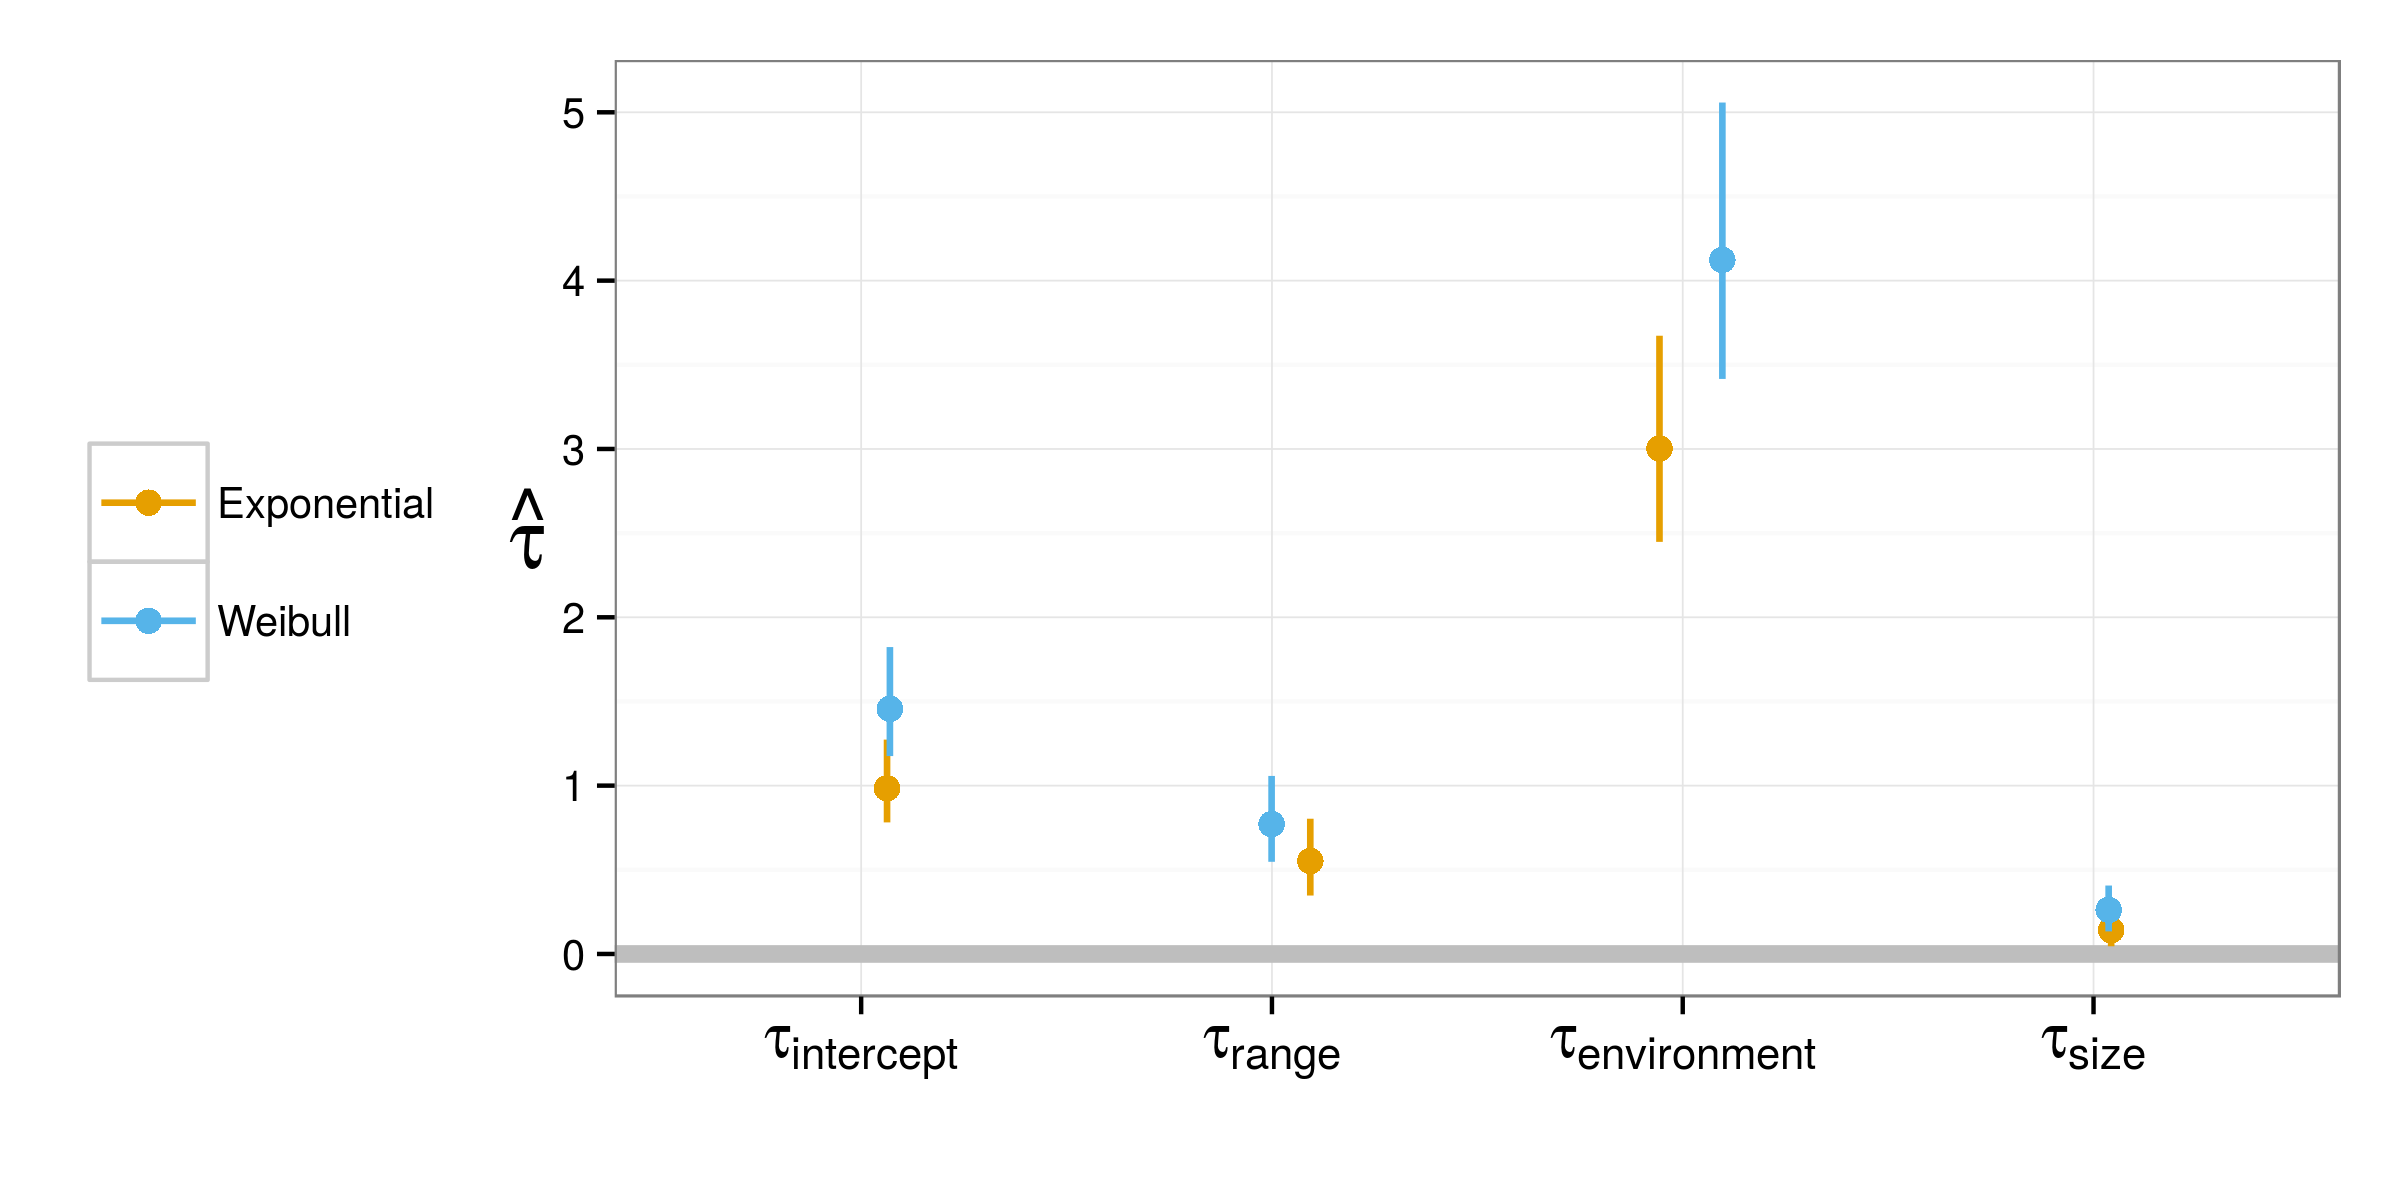 Exponential
Weibull
τ̂
5
4
3
2
1
0
τintercept
τrange
τenvironment
τsize